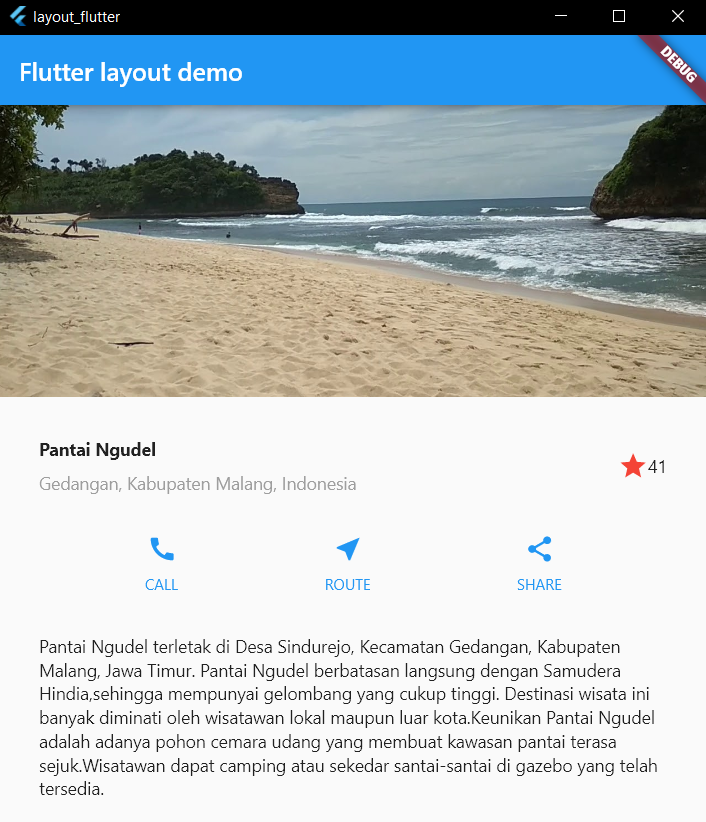 layout_flutter
Flutter layout demo
DEBUG
Pantai Ngudel
Gedangan, Kabupaten Malang, Indonesia
41
CALL
ROUTE
SHARE
Pantai Ngudel terletak di Desa Sindurejo, Kecamatan Gedangan, Kabupaten
Malang, Jawa Timur. Pantai Ngudel berbatasan langsung dengan Samudera
Hindia,sehingga mempunyai gelombang yang cukup tinggi. Destinasi wisata ini
banyak diminati oleh wisatawan lokal maupun luar kota.Keunikan Pantai Ngudel
adalah adanya pohon cemara udang yang membuat kawasan pantai terasa
sejuk.Wisatawan dapat camping atau sekedar santai-santai di gazebo yang telah
tersedia.